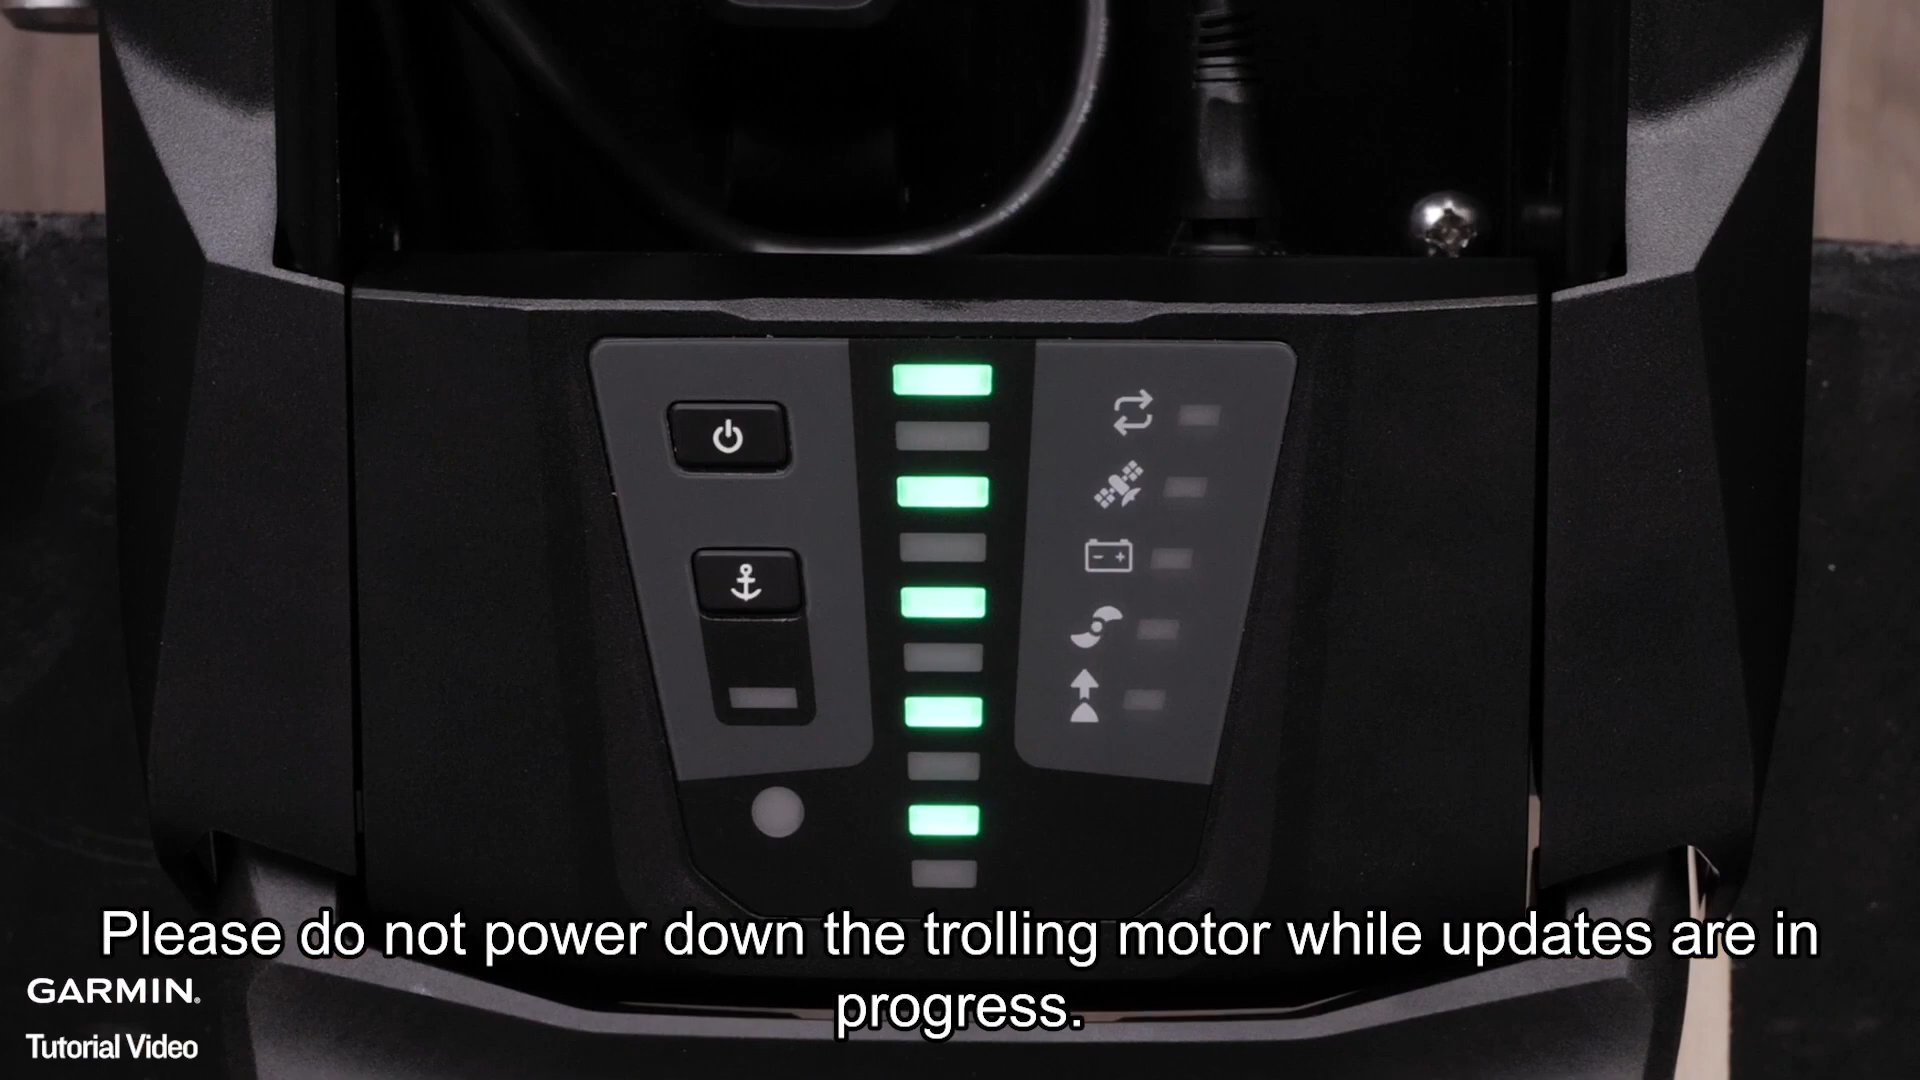 Please do not power down the trolling motor while updates are in
progress.
GARMIN.
Tutorial Video